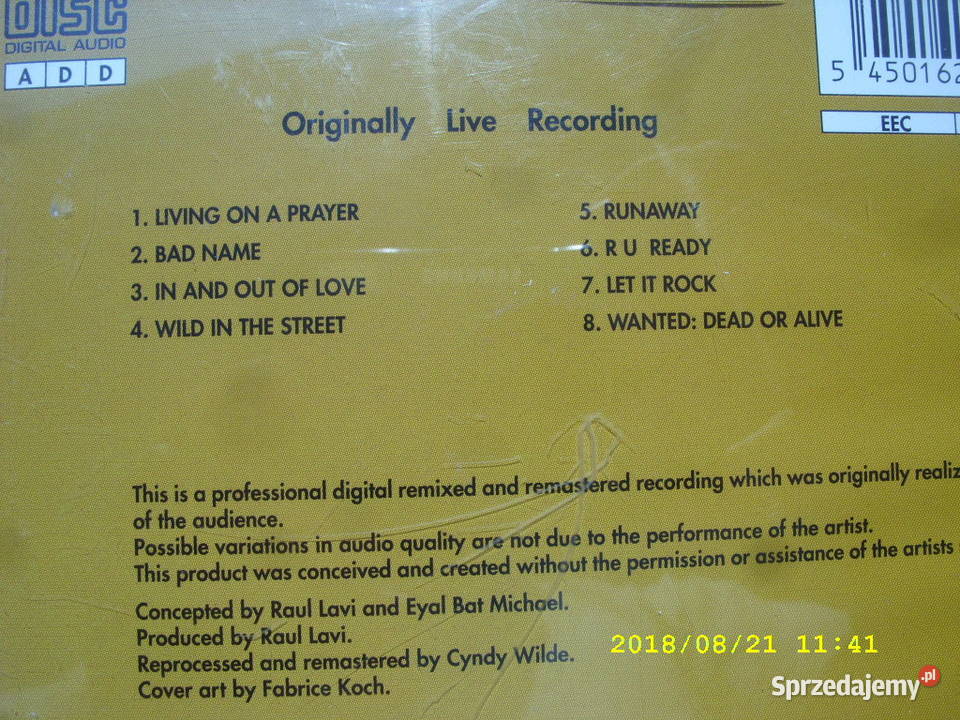 DISC
DIGITAL AUDIO
A D D
5 450162
EEC
Originally Live Recording
1. LIVING ON A PRAYER
2. BAD NAME
3. IN AND OUT OF LOVE
4. WILD IN THE STREET
5. RUNAWAY
6. R U READY
7. LET IT ROCK
8. WANTED: DEAD OR ALIVE
This is a professional digital remixed and remastered recording which was originally realiz
of the audience.
Possible variations in audio quality are not due to the performance of the artist.
This product was conceived and created without the permission or assistance of the artists
Concepted by Raul Lavi and Eyal Bat Michael.
Produced by Raul Lavi.
Reprocessed and remastered by Cyndy Wilde.
Cover art by Fabrice Koch.
2018/08/21 11:41
Sprzedajemy.pl